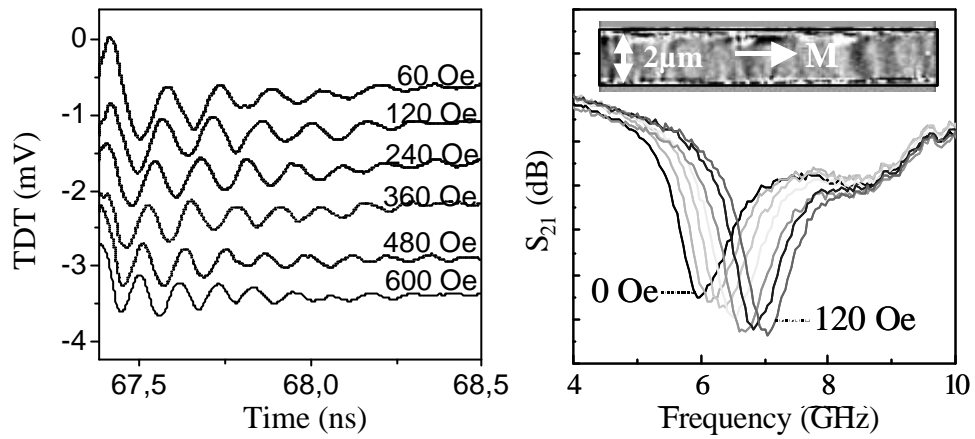 TDT (mV)
0
-1
-2
-3
-4
60 Oe
120 Oe
240 Oe
360 Oe
480 Oe
600 Oe
67,5
68,0
68,5
Time (ns)
S21 (dB)
2µm
M
0 Oe
120 Oe
4
6
8
10
Frequency (GHz)